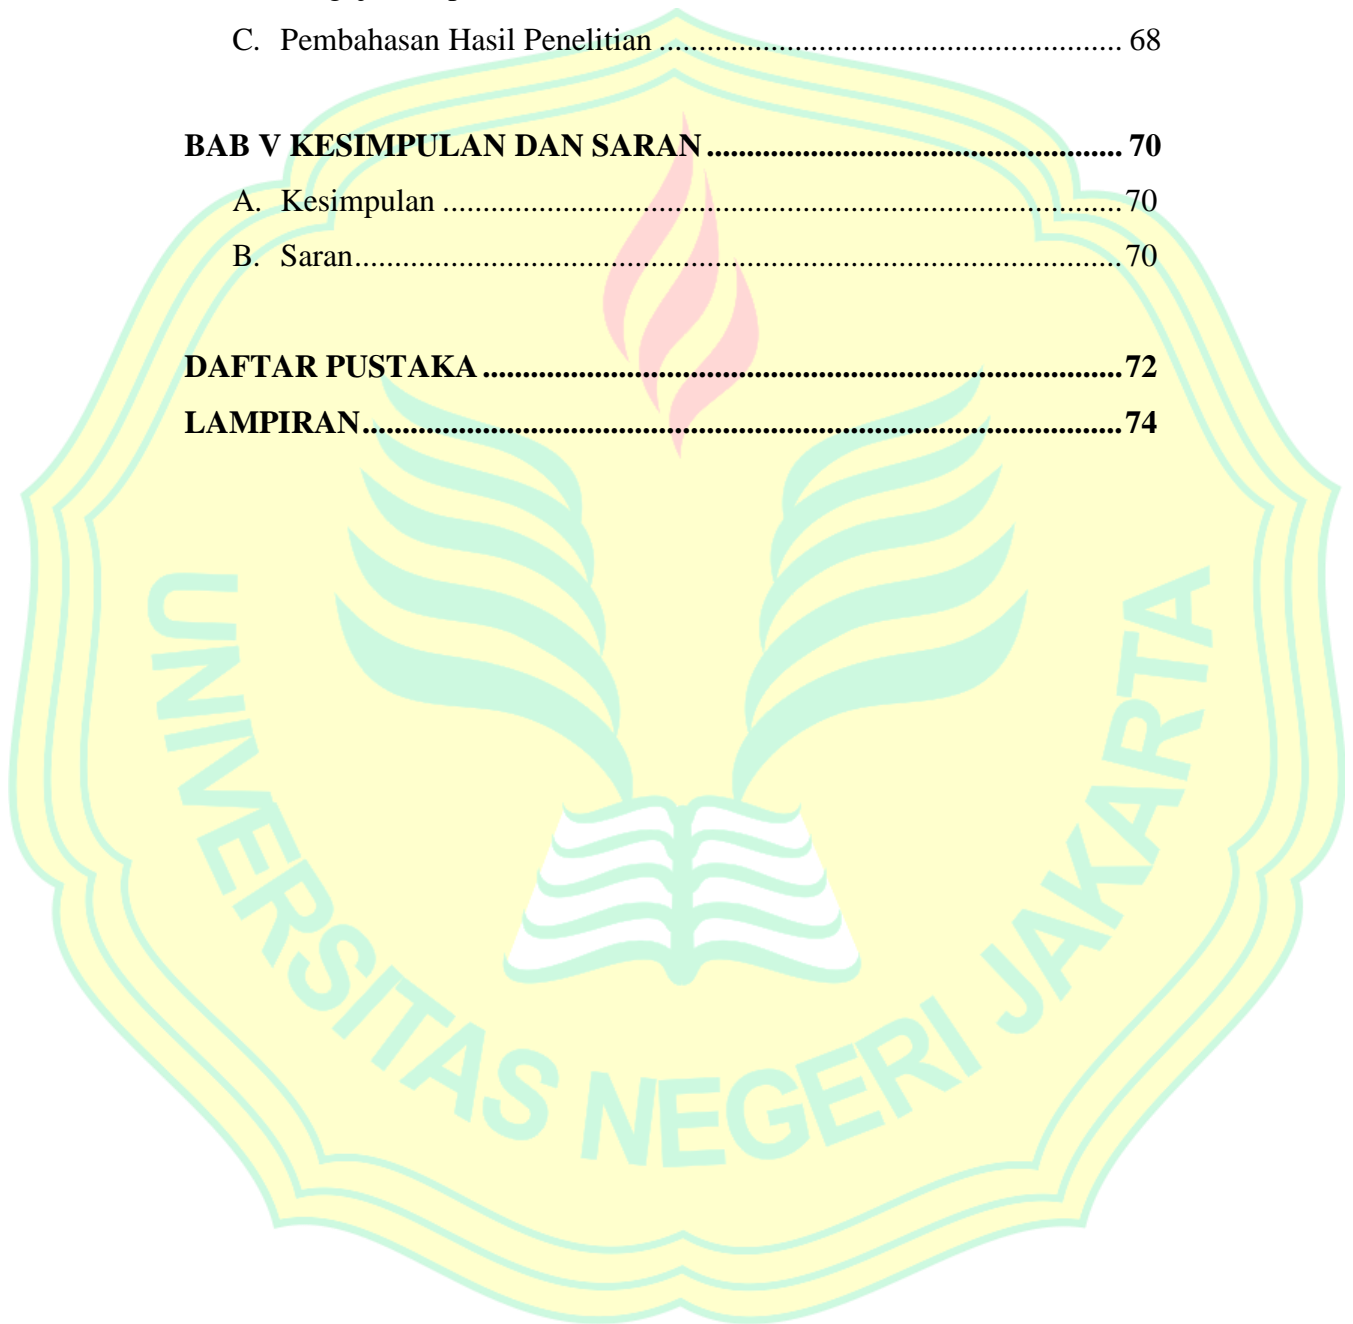 C. Pembahasan Hasil Penelitian .......................................................... 68
BAB V KESIMPULAN DAN SARAN .................................................... 70
A. Kesimpulan ..................................................................................... 70
B. Saran................................................................................................ 70
DAFTAR PUSTAKA ................................................................................ 72
LAMPIRAN............................................................................................... 74
UNIVERSITAS NEGERI JAKARTA